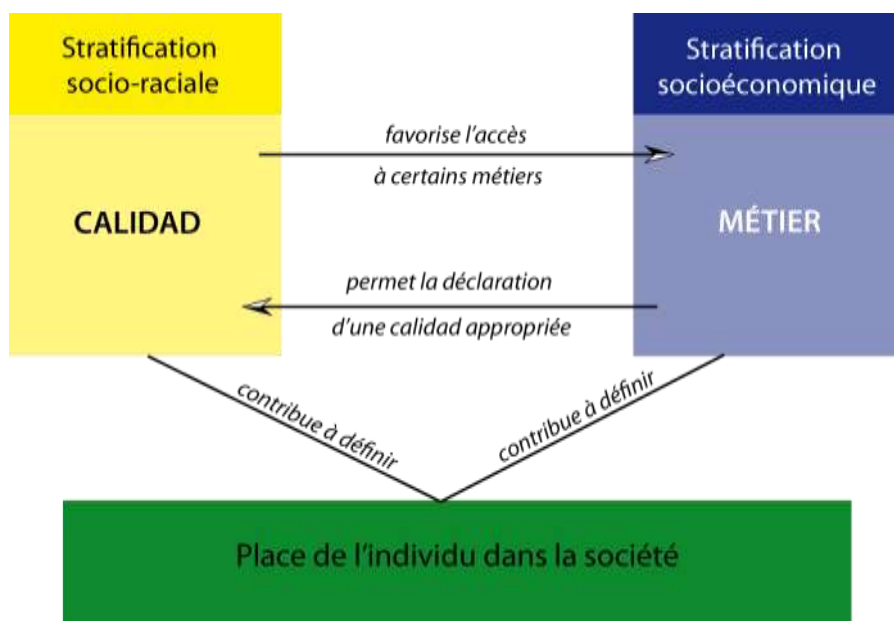 Stratification
socio-raciale
Stratification
socioéconomique
favorise l'accès
à certains métiers
CALIDAD
MÉTIER
permet la déclaration
d'une calidad appropriée
contribue à définir
contribue à définir
Place de l'individu dans la société